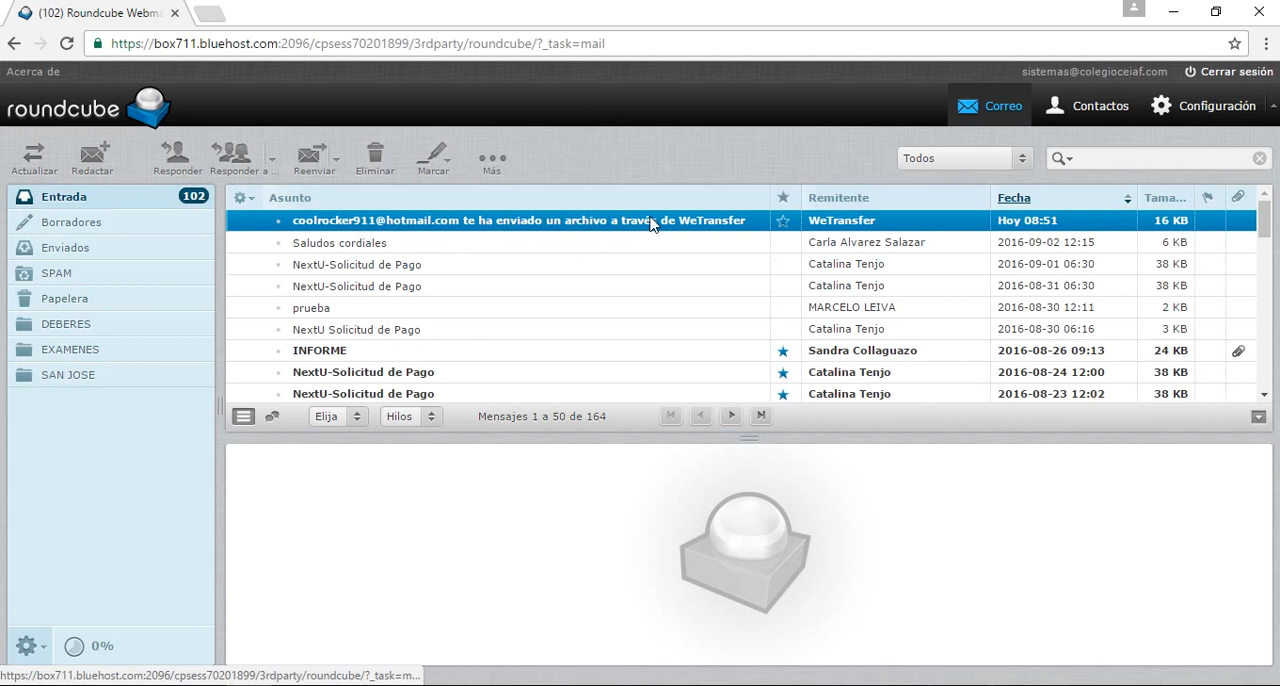 (102) Roundcube Webma
https://box711.bluehost.com:2096/cpsess70201899/3rdparty/roundcube/?_task=mail
Acerca de
sistemas@colegioceiaf.com Cerrar sesión
roundcube
Correo Contactos Configuración
Actualizar Redactar Responder Responder a ... Reenviar Eliminar Marcar Más
Todos
Entrada 102
Borradores
Enviados
SPAM
Papelera
DEBERES
EXAMENES
SAN JOSE
0%
Asunto Remitente Fecha Tama...
coolrocker911@hotmail.com te ha enviado un archivo a través de WeTransfer WeTransfer Hoy 08:51 16 KB
Saludos cordiales Carla Alvarez Salazar 2016-09-02 12:15 6 KB
NextU-Solicitud de Pago Catalina Tenjo 2016-09-01 06:30 38 KB
NextU-Solicitud de Pago Catalina Tenjo 2016-08-31 06:30 38 KB
prueba MARCELO LEIVA 2016-08-30 12:11 2 KB
NextU Solicitud de Pago Catalina Tenjo 2016-08-30 06:16 3 KB
INFORME Sandra Collaguazo 2016-08-26 09:13 24 KB
NextU-Solicitud de Pago Catalina Tenjo 2016-08-24 12:00 38 KB
NextU-Solicitud de Pago Catalina Tenjo 2016-08-23 12:02 38 KB
Elija Hilos Mensajes 1 a 50 de 164
https://box711.bluehost.com:2096/cpsess70201899/3rdparty/roundcube/?_task=m...